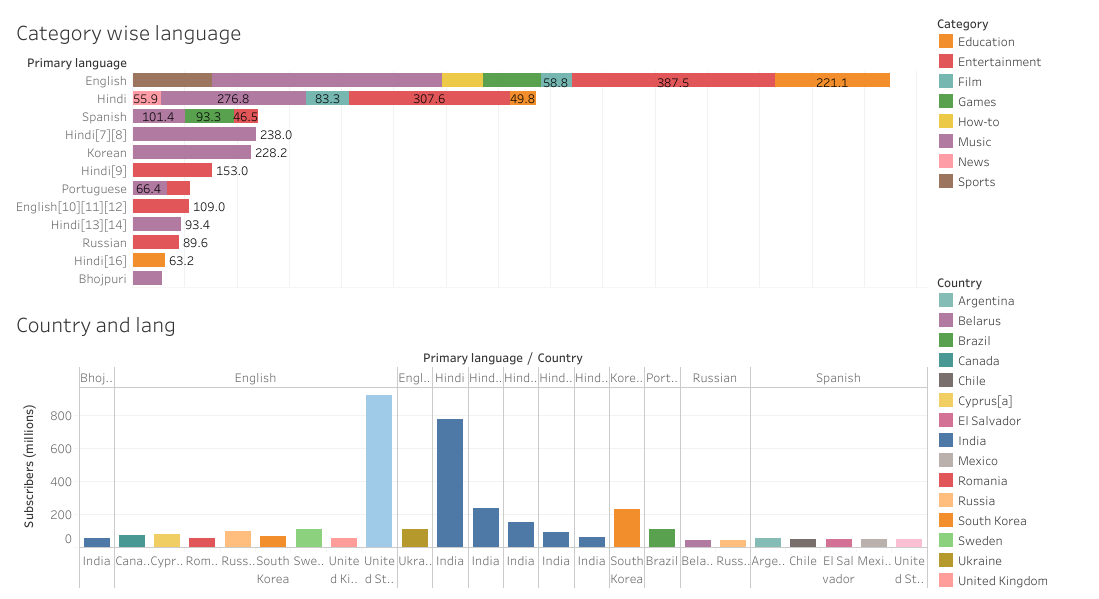 Category wise language
Primary language
English 58.8 387.5 221.1
Hindi 55.9 276.8 83.3 307.6 49.8
Spanish 101.4 93.3 46.5
Hindi[7][8] 238.0
Korean 228.2
Hindi[9] 153.0
Portuguese 66.4
English[10][11][12] 109.0
Hindi[13][14] 93.4
Russian 89.6
Hindi[16] 63.2
Bhojpuri
Category
Education
Entertainment
Film
Games
How-to
Music
News
Sports
Country and lang
Primary language / Country
Bhoj.. English Engl.. Hindi Hind.. Hind.. Hind.. Hind.. Kore.. Port.. Russian Spanish
Subscribers (millions)
800
600
400
200
0
India Cana.. Cypr.. Rom.. Russ.. South Swe.. Unite Unite Ukra.. India India India India India South Brazil Bela.. Russ.. Arge.. Chile El Sal Mexi.. Unite
Korea d Ki.. d St.. Korea vador d St..
Country
Argentina
Belarus
Brazil
Canada
Chile
Cyprus[a]
El Salvador
India
Mexico
Romania
Russia
South Korea
Sweden
Ukraine
United Kingdom